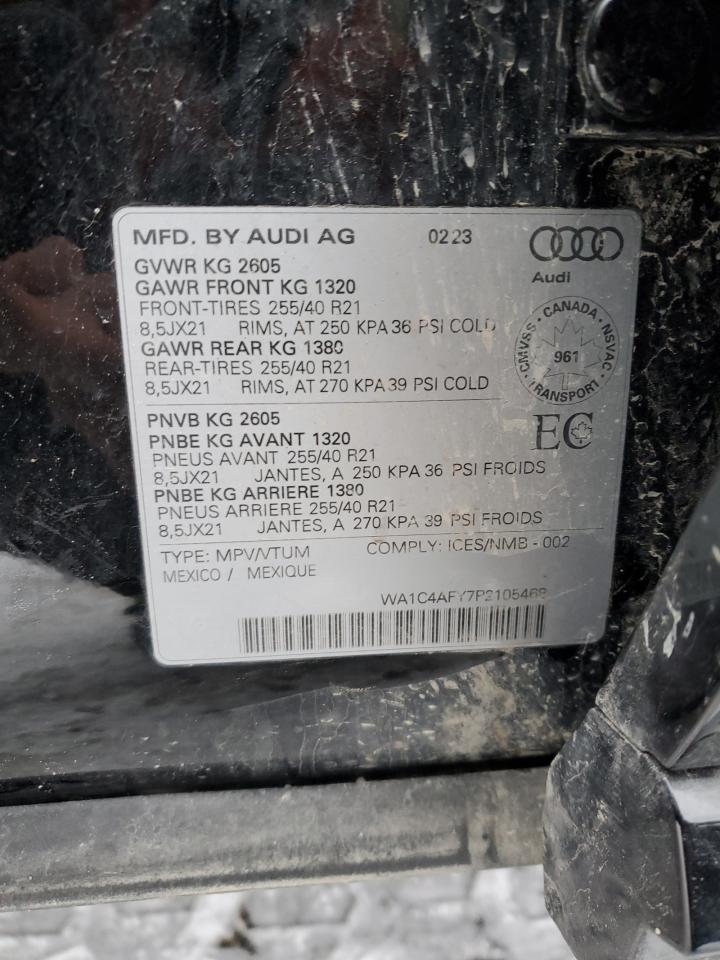 MFD. BY AUDI AG 0223
Audi
GVWR KG 2605
GAWR FRONT KG 1320
FRONT-TIRES 255/40 R21
8,5JX21 RIMS, AT 250 KPA 36 PSI COLD
GAWR REAR KG 1380
REAR-TIRES 255/40 R21
8,5JX21 RIMS, AT 270 KPA 39 PSI COLD
CMVSS · CANADA · NSVAC
961
TRANSPORT
PNVB KG 2605
PNBE KG AVANT 1320
PNEUS AVANT 255/40 R21
8,5JX21 JANTES, A 250 KPA 36 PSI FROIDS
PNBE KG ARRIERE 1380
PNEUS ARRIERE 255/40 R21
8,5JX21 JANTES, A 270 KPA 39 PSI FROIDS
EC
TYPE: MPV/VTUM COMPLY: ICES/NMB - 002
MEXICO / MEXIQUE
WA1C4AFY7P2105468